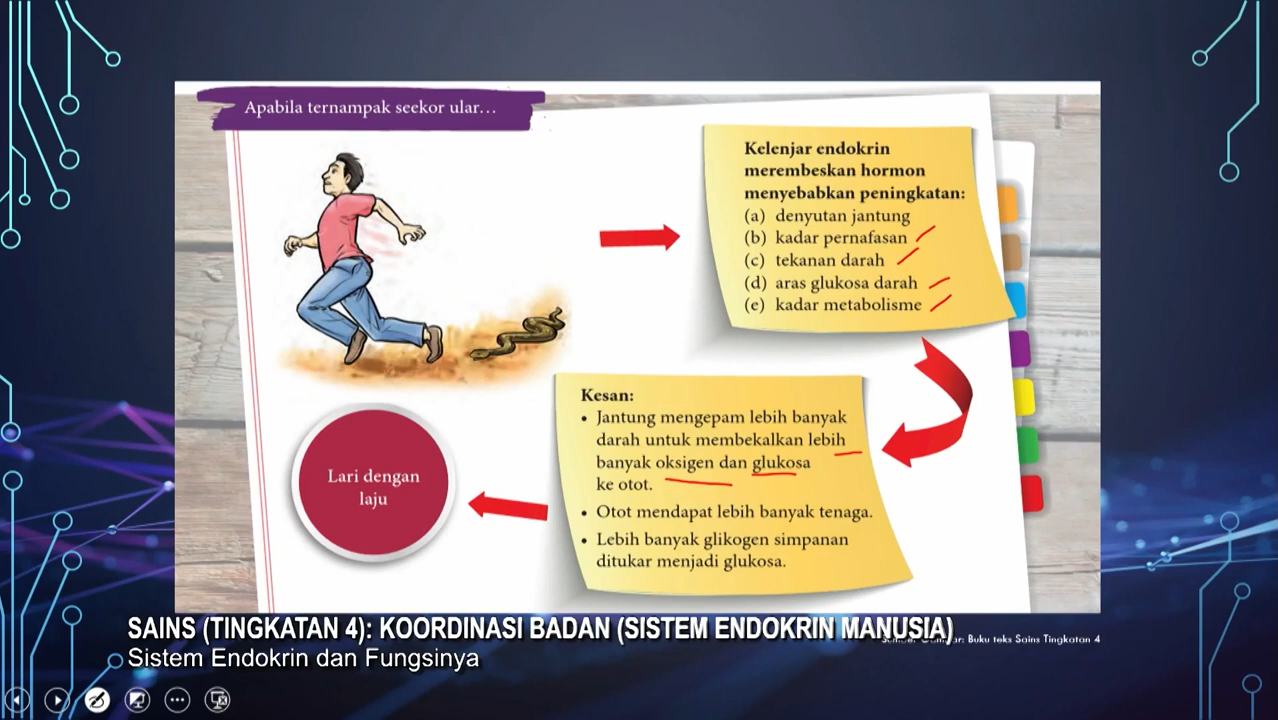 Apabila ternampak seekor ular...
Kelenjar endokrin
merembeskan hormon
menyebabkan peningkatan:
(a) denyutan jantung
(b) kadar pernafasan
(c) tekanan darah
(d) aras glukosa darah
(e) kadar metabolisme
Kesan:
• Jantung mengepam lebih banyak
darah untuk membekalkan lebih
banyak oksigen dan glukosa
ke otot.
• Otot mendapat lebih banyak tenaga.
• Lebih banyak glikogen simpanan
ditukar menjadi glukosa.
Lari dengan
laju
SAINS (TINGKATAN 4): KOORDINASI BADAN (SISTEM ENDOKRIN MANUSIA)
Sistem Endokrin dan Fungsinya
Buku teks Sains Tingkatan 4